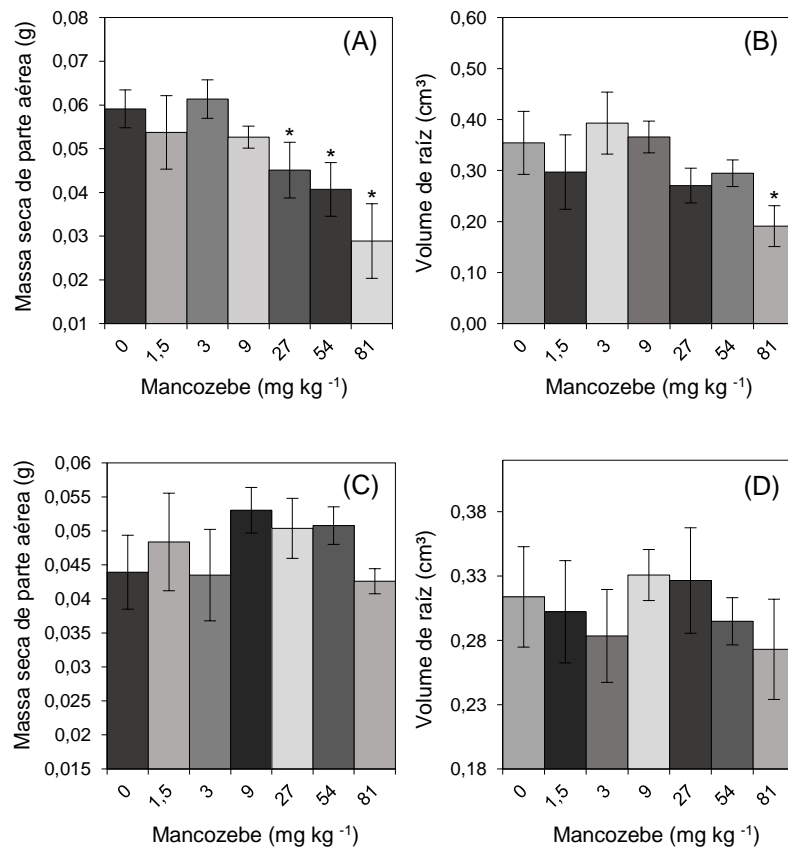 (A)
Massa seca de parte aérea (g)
0,08
0,07
0,06
0,05
0,04
0,03
0,02
0,01
* * *
0 1,5 3 9 27 54 81
Mancozebe (mg kg -1)
(B)
Volume de raíz (cm³)
0,60
0,50
0,40
0,30
0,20
0,10
0,00
*
0 1,5 3 9 27 54 81
Mancozebe (mg kg -1)
(C)
Massa seca de parte aérea (g)
0,06
0,055
0,05
0,045
0,04
0,035
0,03
0,025
0,02
0,015
0 1,5 3 9 27 54 81
Mancozebe (mg kg -1)
(D)
Volume de raíz (cm³)
0,38
0,33
0,28
0,23
0,18
0 1,5 3 9 27 54 81
Mancozebe (mg kg -1)